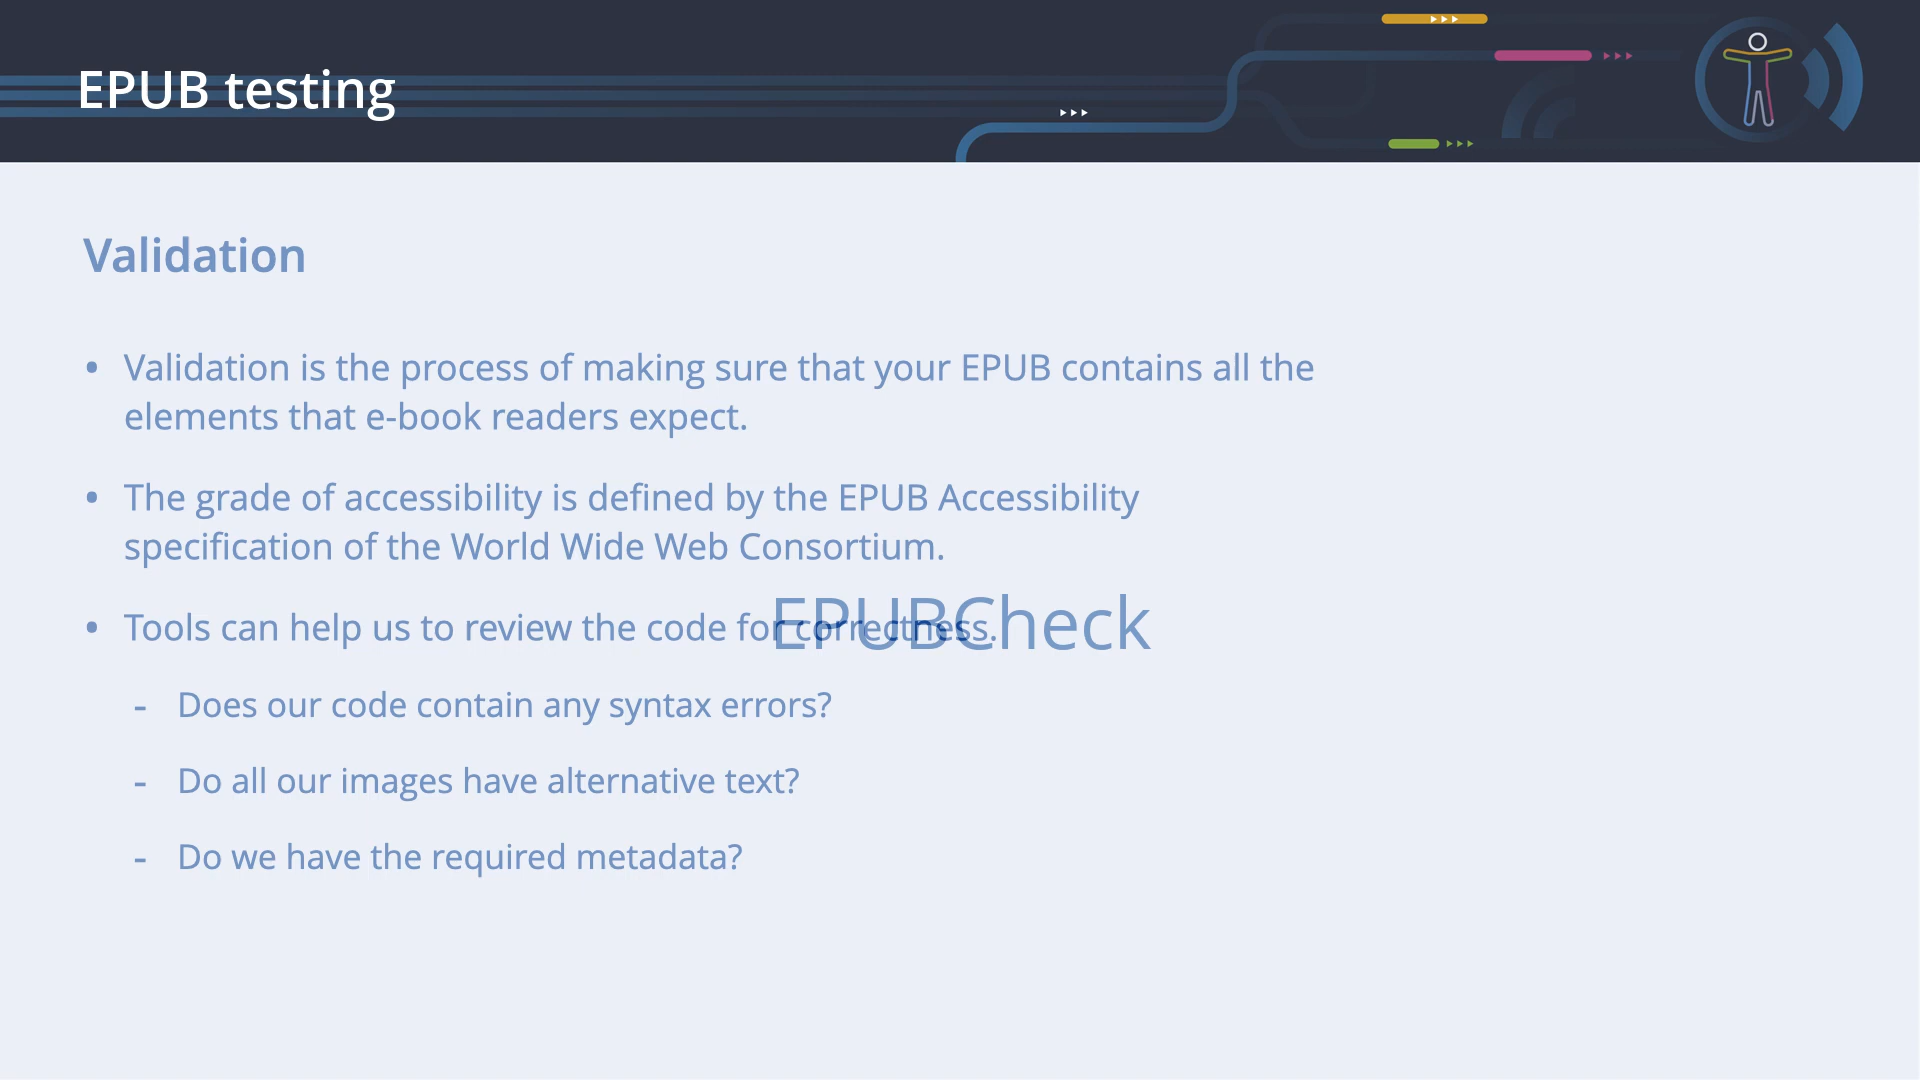 EPUB testing
Validation
• Validation is the process of making sure that your EPUB contains all the
elements that e-book readers expect.
• The grade of accessibility is defined by the EPUB Accessibility
specification of the World Wide Web Consortium.
• Tools can help us to review the code for correctness.
EPUBCheck
- Does our code contain any syntax errors?
- Do all our images have alternative text?
- Do we have the required metadata?